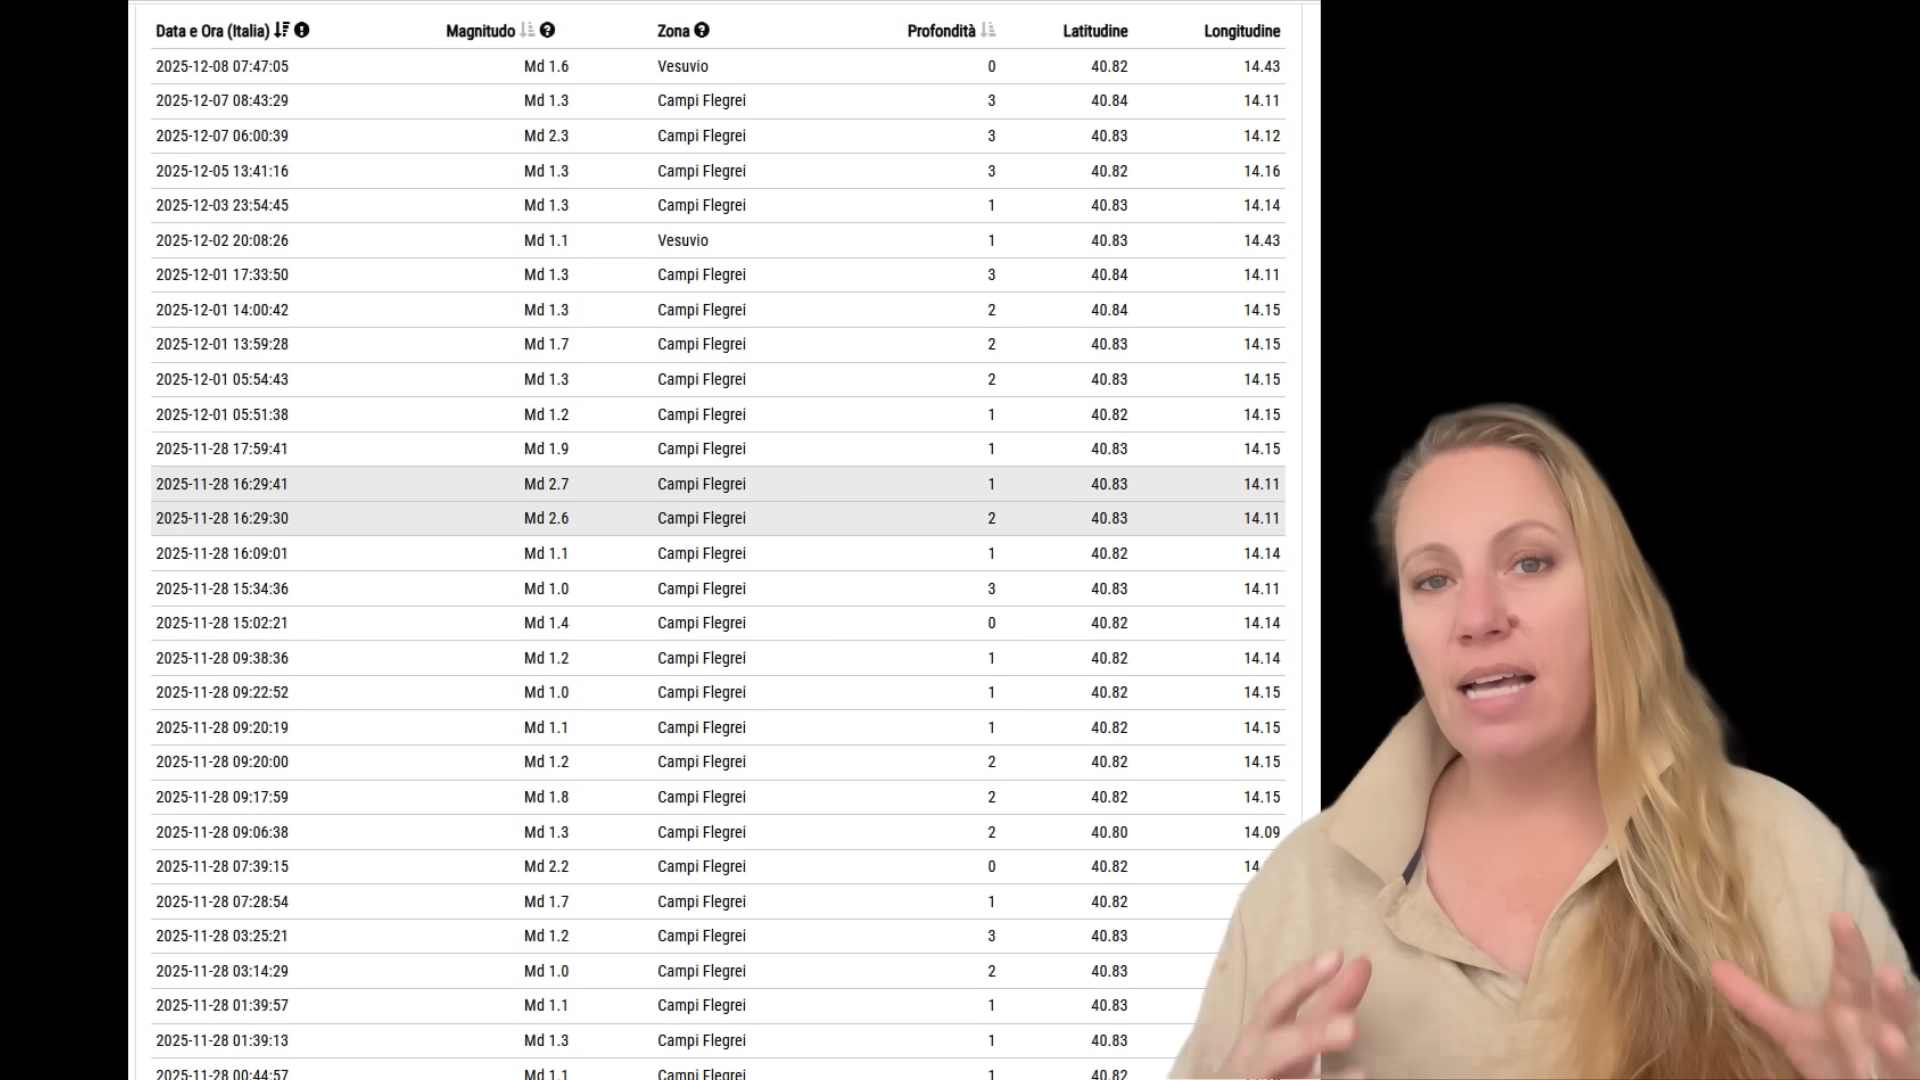 Data e Ora (Italia) Magnitudo Zona Profondità Latitudine Longitudine
2025-12-08 07:47:05 Md 1.6 Vesuvio 0 40.82 14.43
2025-12-07 08:43:29 Md 1.3 Campi Flegrei 3 40.84 14.11
2025-12-07 06:00:39 Md 2.3 Campi Flegrei 3 40.83 14.12
2025-12-05 13:41:16 Md 1.3 Campi Flegrei 3 40.82 14.16
2025-12-03 23:54:45 Md 1.3 Campi Flegrei 1 40.83 14.14
2025-12-02 20:08:26 Md 1.1 Vesuvio 1 40.83 14.43
2025-12-01 17:33:50 Md 1.3 Campi Flegrei 3 40.84 14.11
2025-12-01 14:00:42 Md 1.3 Campi Flegrei 2 40.84 14.15
2025-12-01 13:59:28 Md 1.7 Campi Flegrei 2 40.83 14.15
2025-12-01 05:54:43 Md 1.3 Campi Flegrei 2 40.83 14.15
2025-12-01 05:51:38 Md 1.2 Campi Flegrei 1 40.82 14.15
2025-11-28 17:59:41 Md 1.9 Campi Flegrei 1 40.83 14.15
2025-11-28 16:29:41 Md 2.7 Campi Flegrei 1 40.83 14.11
2025-11-28 16:29:30 Md 2.6 Campi Flegrei 2 40.83 14.11
2025-11-28 16:09:01 Md 1.1 Campi Flegrei 1 40.82 14.14
2025-11-28 15:34:36 Md 1.0 Campi Flegrei 3 40.83 14.11
2025-11-28 15:02:21 Md 1.4 Campi Flegrei 0 40.82 14.14
2025-11-28 09:38:36 Md 1.2 Campi Flegrei 1 40.82 14.14
2025-11-28 09:22:52 Md 1.0 Campi Flegrei 1 40.82 14.15
2025-11-28 09:20:19 Md 1.1 Campi Flegrei 1 40.82 14.15
2025-11-28 09:20:00 Md 1.2 Campi Flegrei 2 40.82 14.15
2025-11-28 09:17:59 Md 1.8 Campi Flegrei 2 40.82 14.15
2025-11-28 09:06:38 Md 1.3 Campi Flegrei 2 40.80 14.09
2025-11-28 07:39:15 Md 2.2 Campi Flegrei 0 40.82
2025-11-28 07:28:54 Md 1.7 Campi Flegrei 1 40.82
2025-11-28 03:25:21 Md 1.2 Campi Flegrei 3 40.83
2025-11-28 03:14:29 Md 1.0 Campi Flegrei 2 40.83
2025-11-28 01:39:57 Md 1.1 Campi Flegrei 1 40.83
2025-11-28 01:39:13 Md 1.3 Campi Flegrei 1 40.83
2025-11-28 00:44:57 Md 1.1 Campi Flegrei 1 40.82